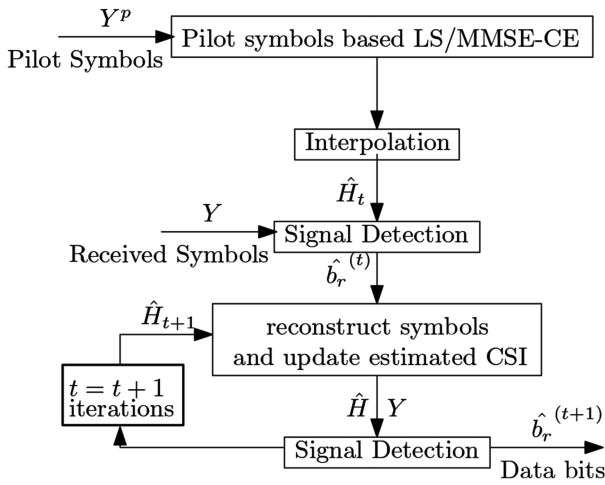 Y^p
Pilot symbols based LS/MMSE-CE
Pilot Symbols
Interpolation
Ĥ_t
Y
Signal Detection
Received Symbols
b̂_r^(t)
Ĥ_{t+1}
reconstruct symbols
and update estimated CSI
t = t + 1
iterations
Ĥ Y
b̂_r^(t+1)
Signal Detection
Data bits